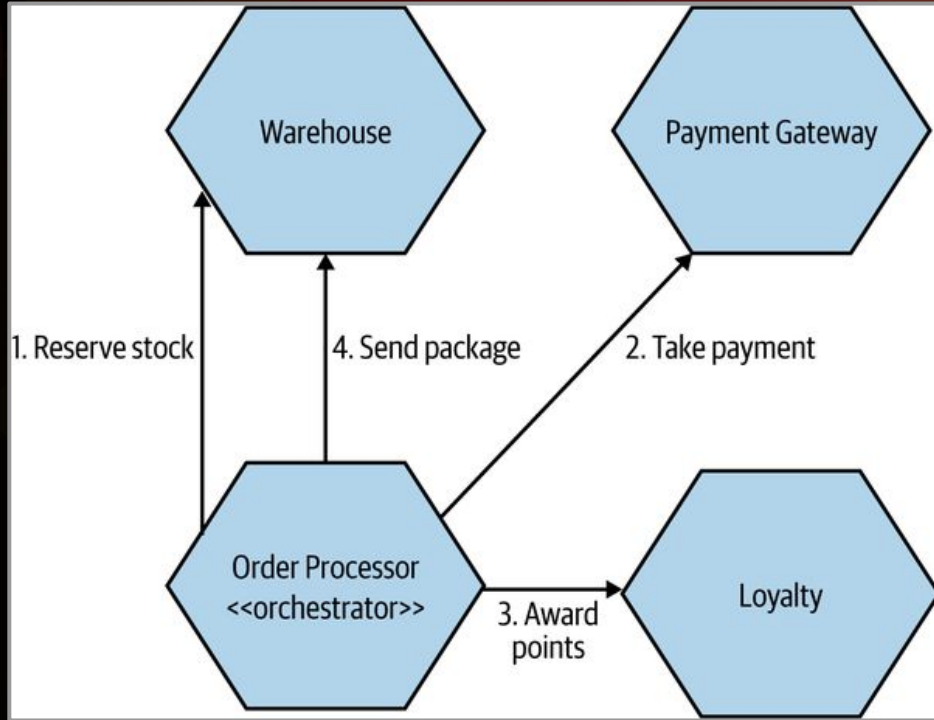 Warehouse
Payment Gateway
1. Reserve stock
4. Send package
2. Take payment
Order Processor
<<orchestrator>>
3. Award
points
Loyalty